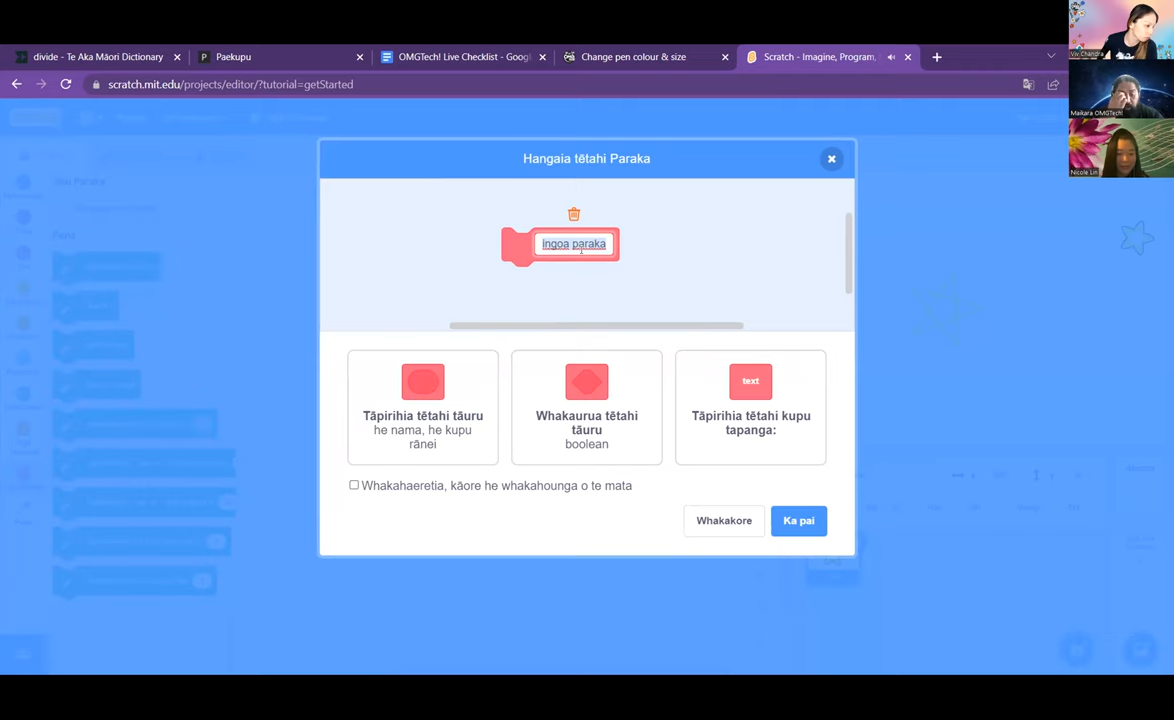 divide - Te Aka Māori Dictionary
Paekupu
OMGTech! Live Checklist - Googl
Change pen colour & size
Scratch - Imagine, Program,
scratch.mit.edu/projects/editor/?tutorial=getStarted
Viv Chandra
Maikara OMGTech!
Nicole Lin
Hangaia tētahi Paraka
ingoa paraka
text
Tāpirihia tētahi tāuru
he nama, he kupu
rānei
Whakaurua tētahi
tāuru
boolean
Tāpirihia tētahi kupu
tapanga:
Whakahaeretia, kāore he whakahounga o te mata
Whakakore
Ka pai